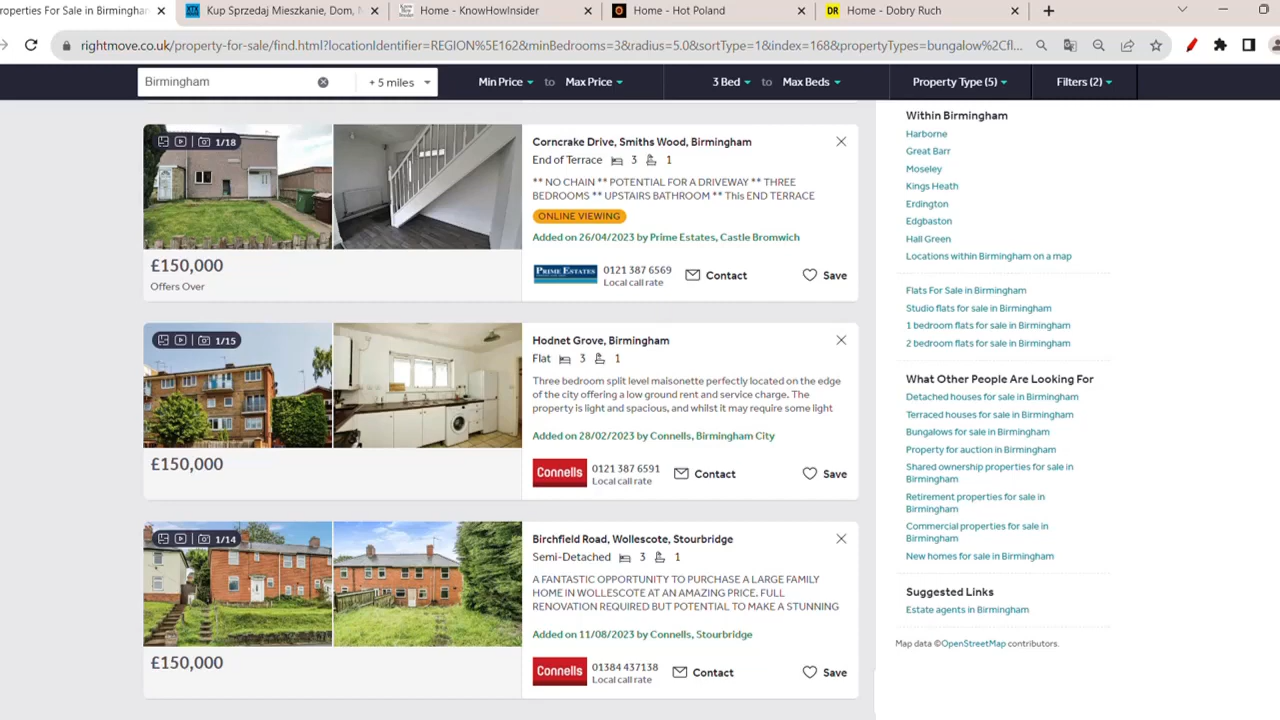 roperties For Sale in Birminghan
Kup Sprzedaj Mieszkanie, Dom,
Home - KnowHowInsider
Home - Hot Poland
DR Home - Dobry Ruch
rightmove.co.uk/property-for-sale/find.html?locationIdentifier=REGION%5E162&minBedrooms=3&radius=5.0&sortType=1&index=168&propertyTypes=bungalow%2Cfl...
Birmingham
+ 5 miles
Min Price to Max Price
3 Bed to Max Beds
Property Type (5)
Filters (2)
1/18
Corncrake Drive, Smiths Wood, Birmingham
End of Terrace 3 1
** NO CHAIN ** POTENTIAL FOR A DRIVEWAY ** THREE
BEDROOMS ** UPSTAIRS BATHROOM ** This END TERRACE
ONLINE VIEWING
Added on 26/04/2023 by Prime Estates, Castle Bromwich
£150,000
Offers Over
PRIME ESTATES
0121 387 6569
Local call rate
Contact
Save
1/15
Hodnet Grove, Birmingham
Flat 3 1
Three bedroom split level maisonette perfectly located on the edge
of the city offering a low ground rent and service charge. The
property is light and spacious, and whilst it may require some light
Added on 28/02/2023 by Connells, Birmingham City
£150,000
Connells
0121 387 6591
Local call rate
Contact
Save
1/14
Birchfield Road, Wollescote, Stourbridge
Semi-Detached 3 1
A FANTASTIC OPPORTUNITY TO PURCHASE A LARGE FAMILY
HOME IN WOLLESCOTE AT AN AMAZING PRICE. FULL
RENOVATION REQUIRED BUT POTENTIAL TO MAKE A STUNNING
Added on 11/08/2023 by Connells, Stourbridge
£150,000
Connells
01384 437138
Local call rate
Contact
Save
Within Birmingham
Harborne
Great Barr
Moseley
Kings Heath
Erdington
Edgbaston
Hall Green
Locations within Birmingham on a map
Flats For Sale in Birmingham
Studio flats for sale in Birmingham
1 bedroom flats for sale in Birmingham
2 bedroom flats for sale in Birmingham
What Other People Are Looking For
Detached houses for sale in Birmingham
Terraced houses for sale in Birmingham
Bungalows for sale in Birmingham
Property for auction in Birmingham
Shared ownership properties for sale in
Birmingham
Retirement properties for sale in
Birmingham
Commercial properties for sale in
Birmingham
New homes for sale in Birmingham
Suggested Links
Estate agents in Birmingham
Map data ©OpenStreetMap contributors.